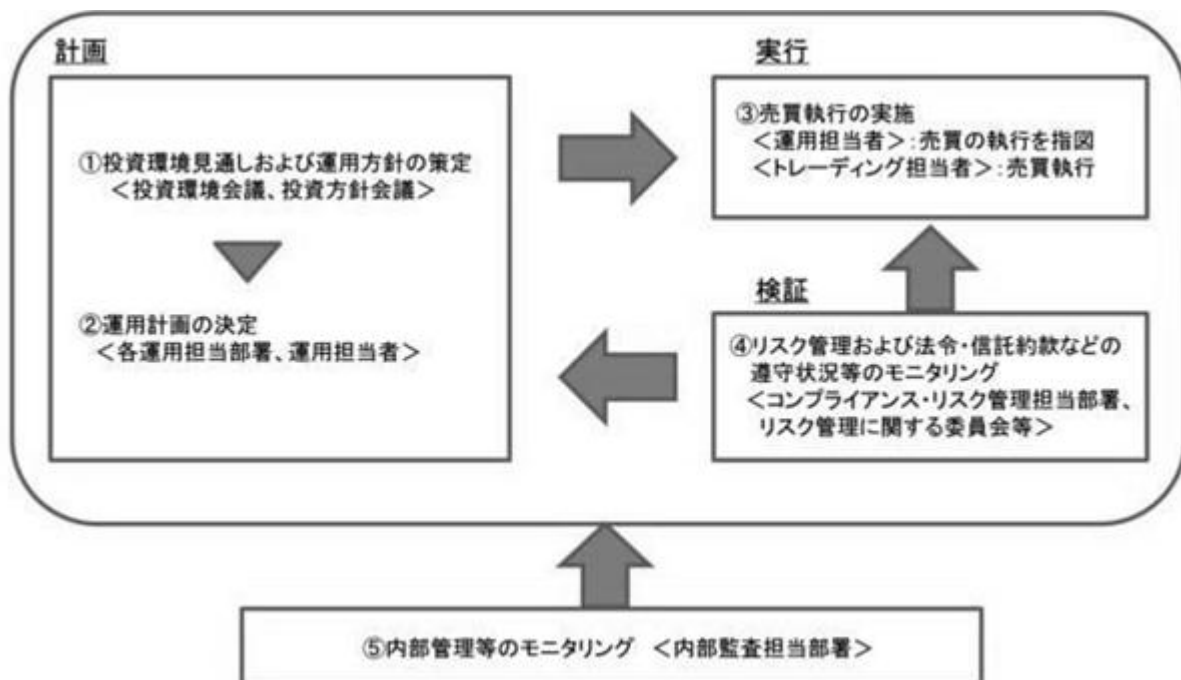 計画
①投資環境見通しおよび運用方針の策定
<投資環境会議、投資方針会議>
②運用計画の決定
<各運用担当部署、運用担当者>
実行
③売買執行の実施
<運用担当者>:売買の執行を指図
<トレーディング担当者>:売買執行
検証
④リスク管理および法令・信託約款などの
遵守状況等のモニタリング
<コンプライアンス・リスク管理担当部署、
リスク管理に関する委員会等>
⑤内部管理等のモニタリング <内部監査担当部署>